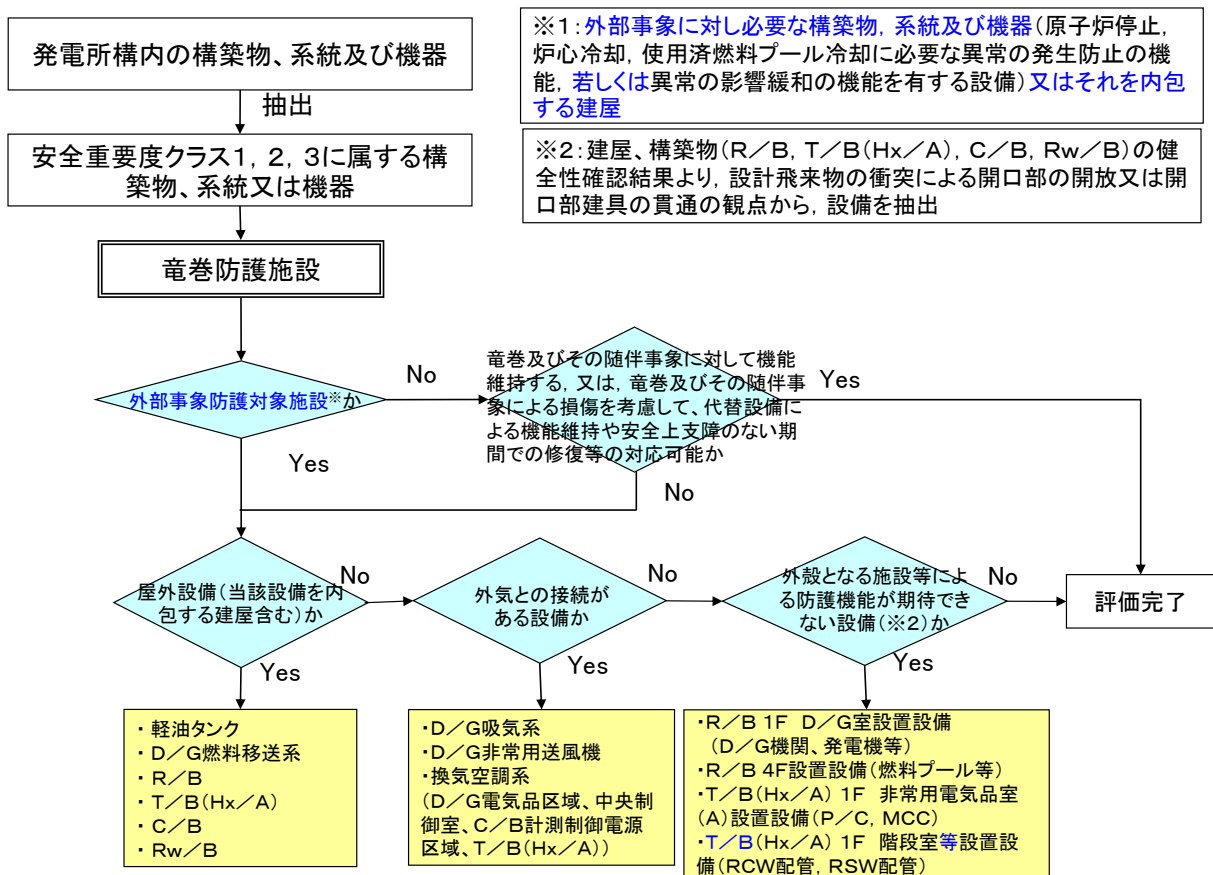 発電所構内の構築物、系統及び機器
抽出
安全重要度クラス1,2,3に属する構
築物、系統又は機器
竜巻防護施設
※1:外部事象に対し必要な構築物,系統及び機器(原子炉停止,
炉心冷却,使用済燃料プール冷却に必要な異常の発生防止の機
能,若しくは異常の影響緩和の機能を有する設備)又はそれを内包
する建屋
※2:建屋、構築物(R/B,T/B(Hx/A),C/B,Rw/B)の健
全性確認結果より,設計飛来物の衝突による開口部の開放又は開
口部建具の貫通の観点から,設備を抽出
外部事象防護対象施設※か
No
Yes
竜巻及びその随伴事象に対して機能
維持する,又は,竜巻及びその随伴事
象による損傷を考慮して、代替設備に
よる機能維持や安全上支障のない期
間での修復等の対応可能か
Yes
No
屋外設備(当該設備を内
包する建屋含む)か
No
Yes
外気との接続が
ある設備か
No
Yes
外殻となる施設等によ
る防護機能が期待でき
ない設備(※2)か
No
Yes
評価完了
・軽油タンク
・D/G燃料移送系
・R/B
・T/B(Hx/A)
・C/B
・Rw/B
・D/G吸気系
・D/G非常用送風機
・換気空調系
(D/G電気品区域、中央制
御室、C/B計測制御電源
区域、T/B(Hx/A))
・R/B 1F D/G室設置設備
(D/G機関、発電機等)
・R/B 4F設置設備(燃料プール等)
・T/B(Hx/A) 1F 非常用電気品室
(A)設置設備(P/C,MCC)
・T/B(Hx/A) 1F 階段室等設置設
備(RCW配管,RSW配管)